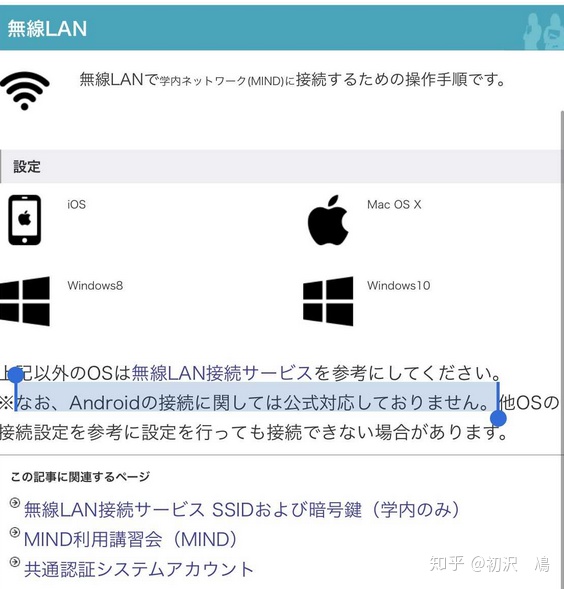 無線LAN
無線LANで学内ネットワーク(MIND)に接続するための操作手順です。
設定
iOS
Mac OS X
Windows8
Windows10
上記以外のOSは無線LAN接続サービスを参考にしてください。
※なお、Androidの接続に関しては公式対応しておりません。他OSの
接続設定を参考に設定を行っても接続できない場合があります。
この記事に関連するページ
無線LAN接続サービス SSIDおよび暗号鍵（学内のみ）
MIND利用講習会（MIND）
共通認証システムアカウント
知乎 @初沢 鳰